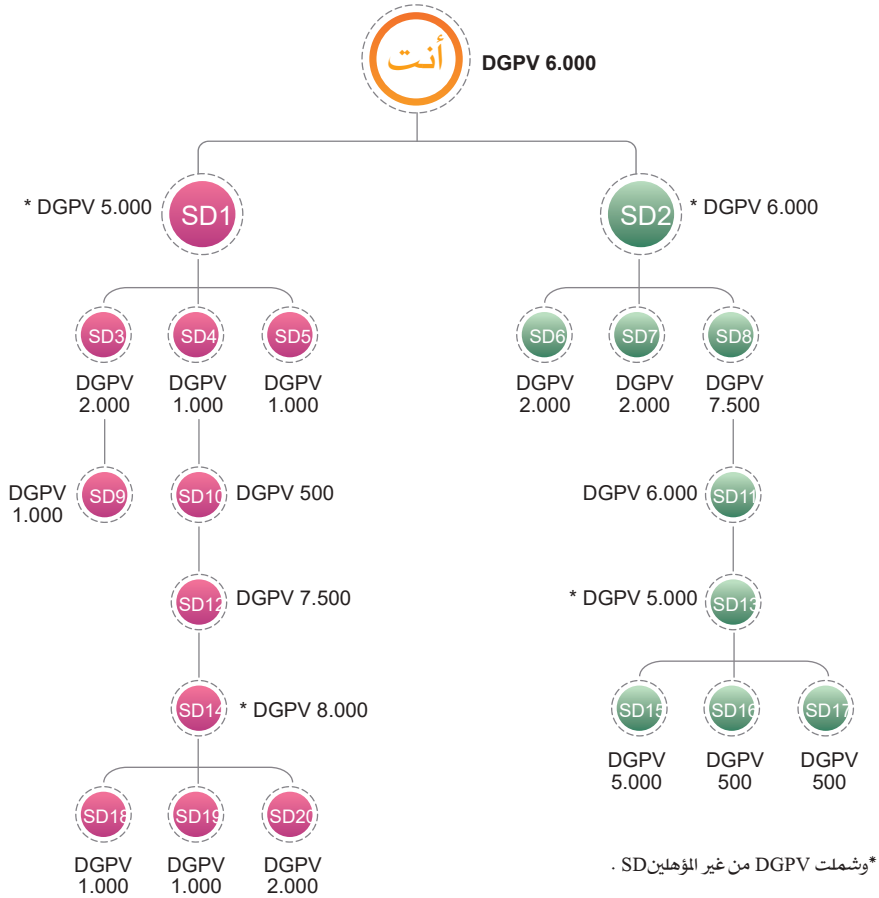 أنت
DGPV 6.000
* DGPV 5.000
SD1
SD2
* DGPV 6.000
SD3
SD4
SD5
SD6
SD7
SD8
DGPV
2.000
DGPV
1.000
DGPV
1.000
DGPV
2.000
DGPV
2.000
DGPV
7.500
DGPV
1.000
SD9
SD10
DGPV 500
DGPV 6.000
SD11
SD12
DGPV 7.500
* DGPV 5.000
SD13
SD14
* DGPV 8.000
SD15
SD16
SD17
DGPV
5.000
DGPV
500
DGPV
500
SD18
SD19
SD20
DGPV
1.000
DGPV
1.000
DGPV
2.000
*وشملت DGPV من غير المؤهلينSD .